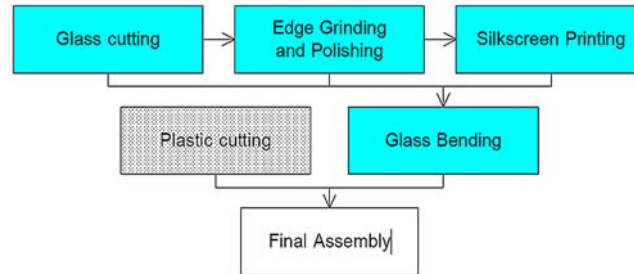 Glass cutting
Edge Grinding
and Polishing
Silkscreen Printing
Plastic cutting
Glass Bending
Final Assembly